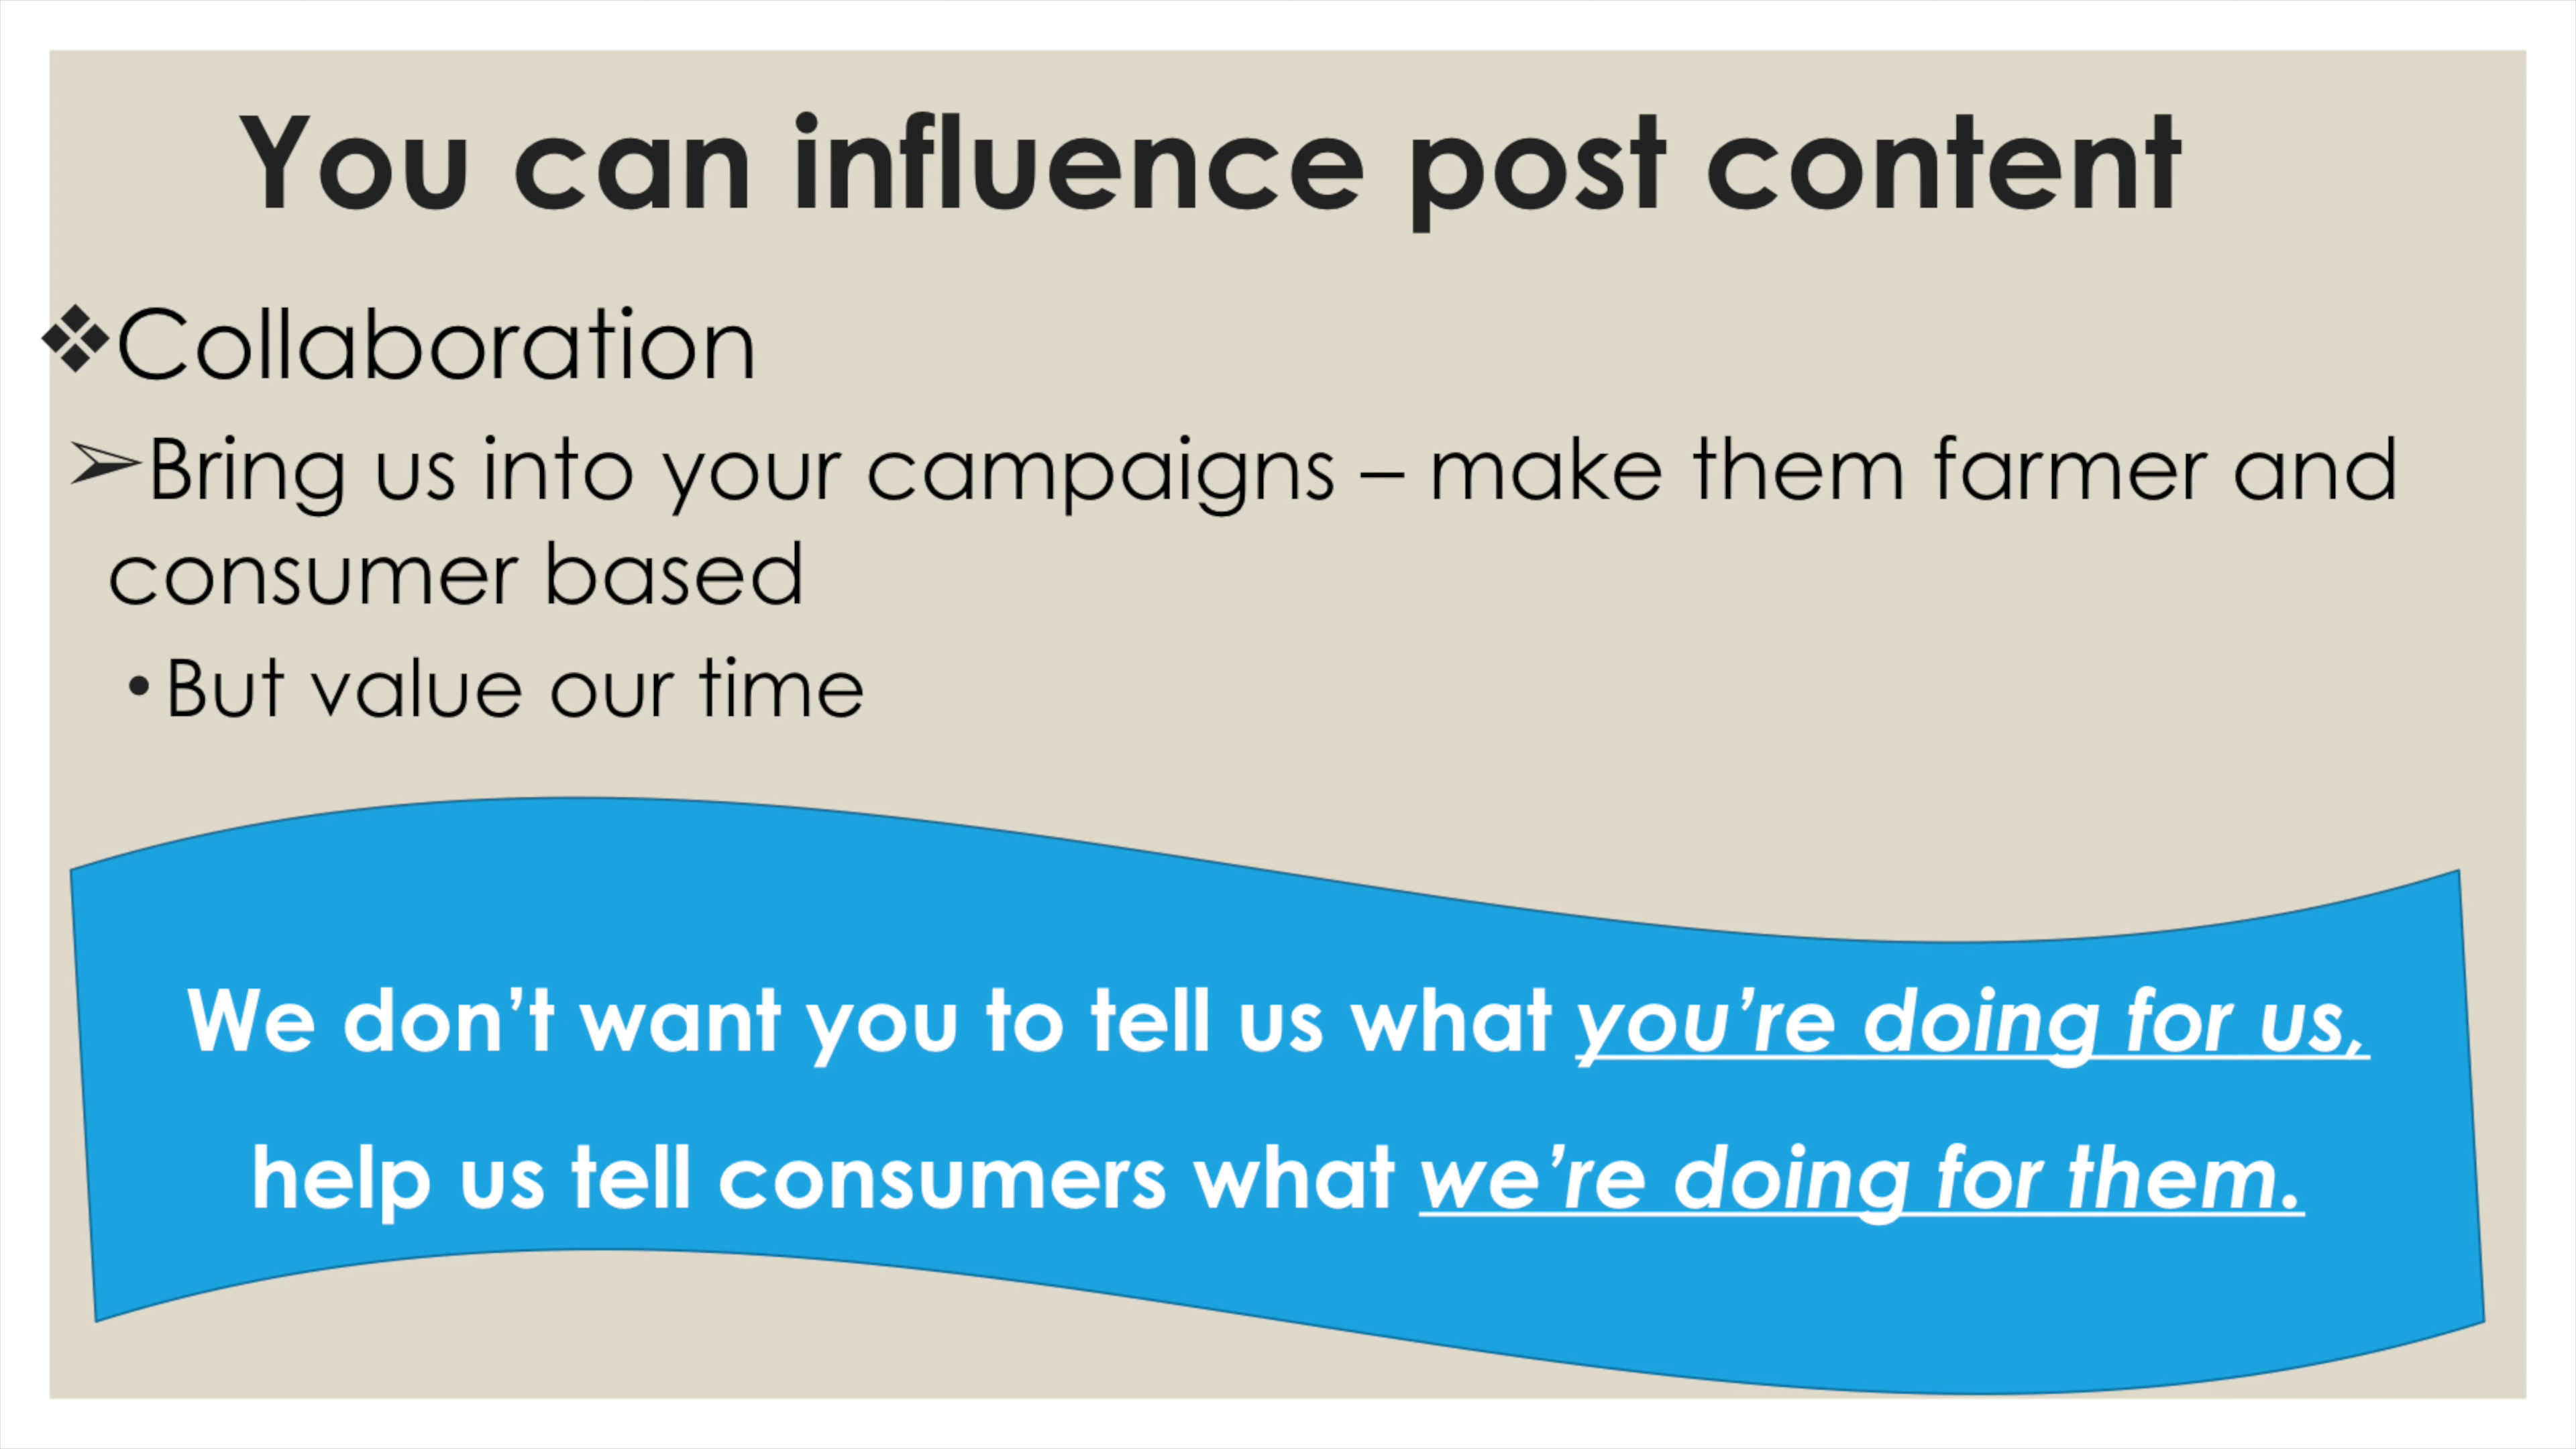 You can influence post content
❖Collaboration
➢Bring us into your campaigns – make them farmer and
consumer based
•But value our time
We don’t want you to tell us what you’re doing for us,
help us tell consumers what we’re doing for them.